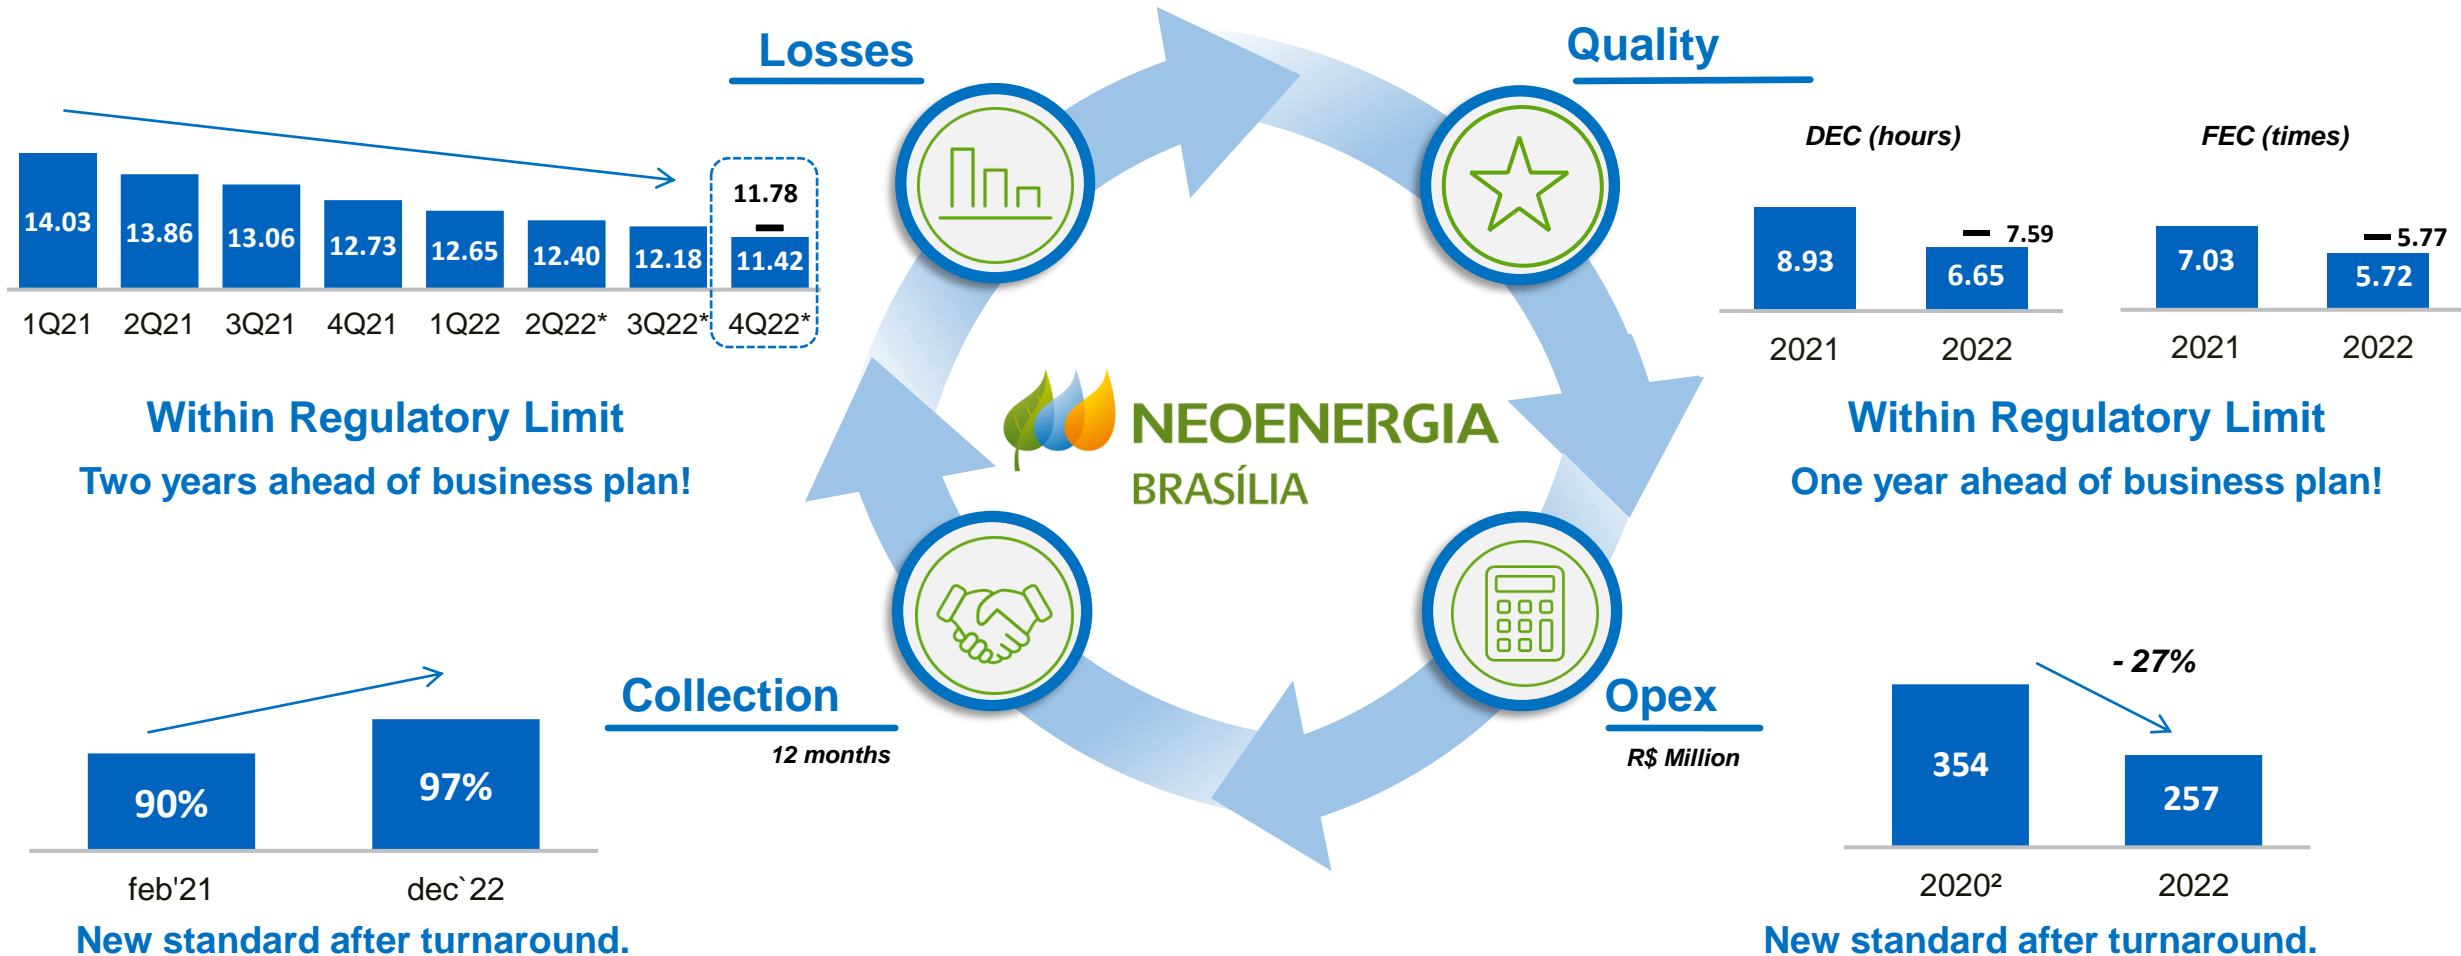 Losses
14.03
13.86
13.06
12.73
12.65
12.40
12.18
11.78
11.42
1Q21
2Q21
3Q21
4Q21
1Q22
2Q22*
3Q22*
4Q22*
Within Regulatory Limit
Two years ahead of business plan!
Quality
DEC (hours)
8.93
7.59
6.65
2021
2022
FEC (times)
7.03
5.77
5.72
2021
2022
Within Regulatory Limit
One year ahead of business plan!
NEOENERGIA
BRASÍLIA
Collection
12 months
90%
97%
feb'21
dec`22
New standard after turnaround.
Opex
R$ Million
- 27%
354
257
2020²
2022
New standard after turnaround.